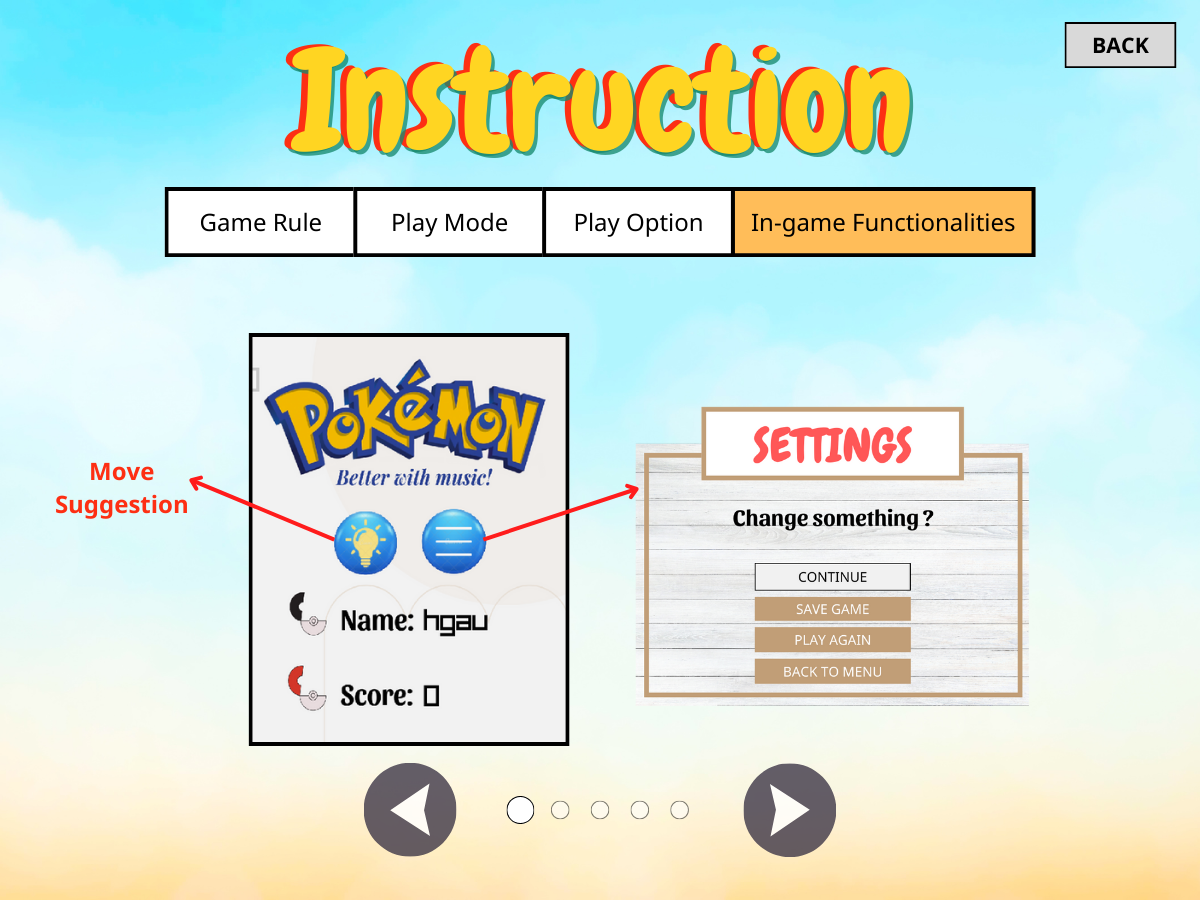 BACK
Instruction
Game Rule
Play Mode
Play Option
In-game Functionalities
Move
Suggestion
POKéMON
Better with music!
Name: hgau
Score: 0
SETTINGS
Change something ?
CONTINUE
SAVE GAME
PLAY AGAIN
BACK TO MENU